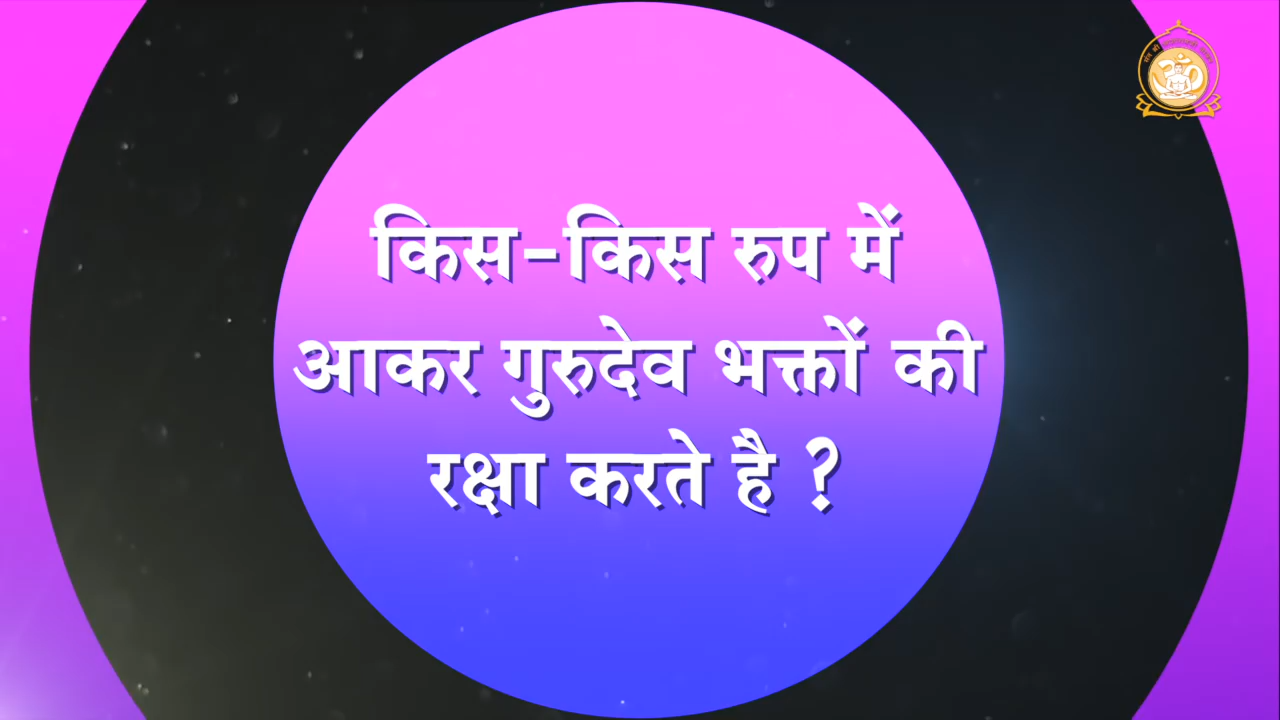 किस-किस रुप में
आकर गुरुदेव भक्तों की
रक्षा करते है ?